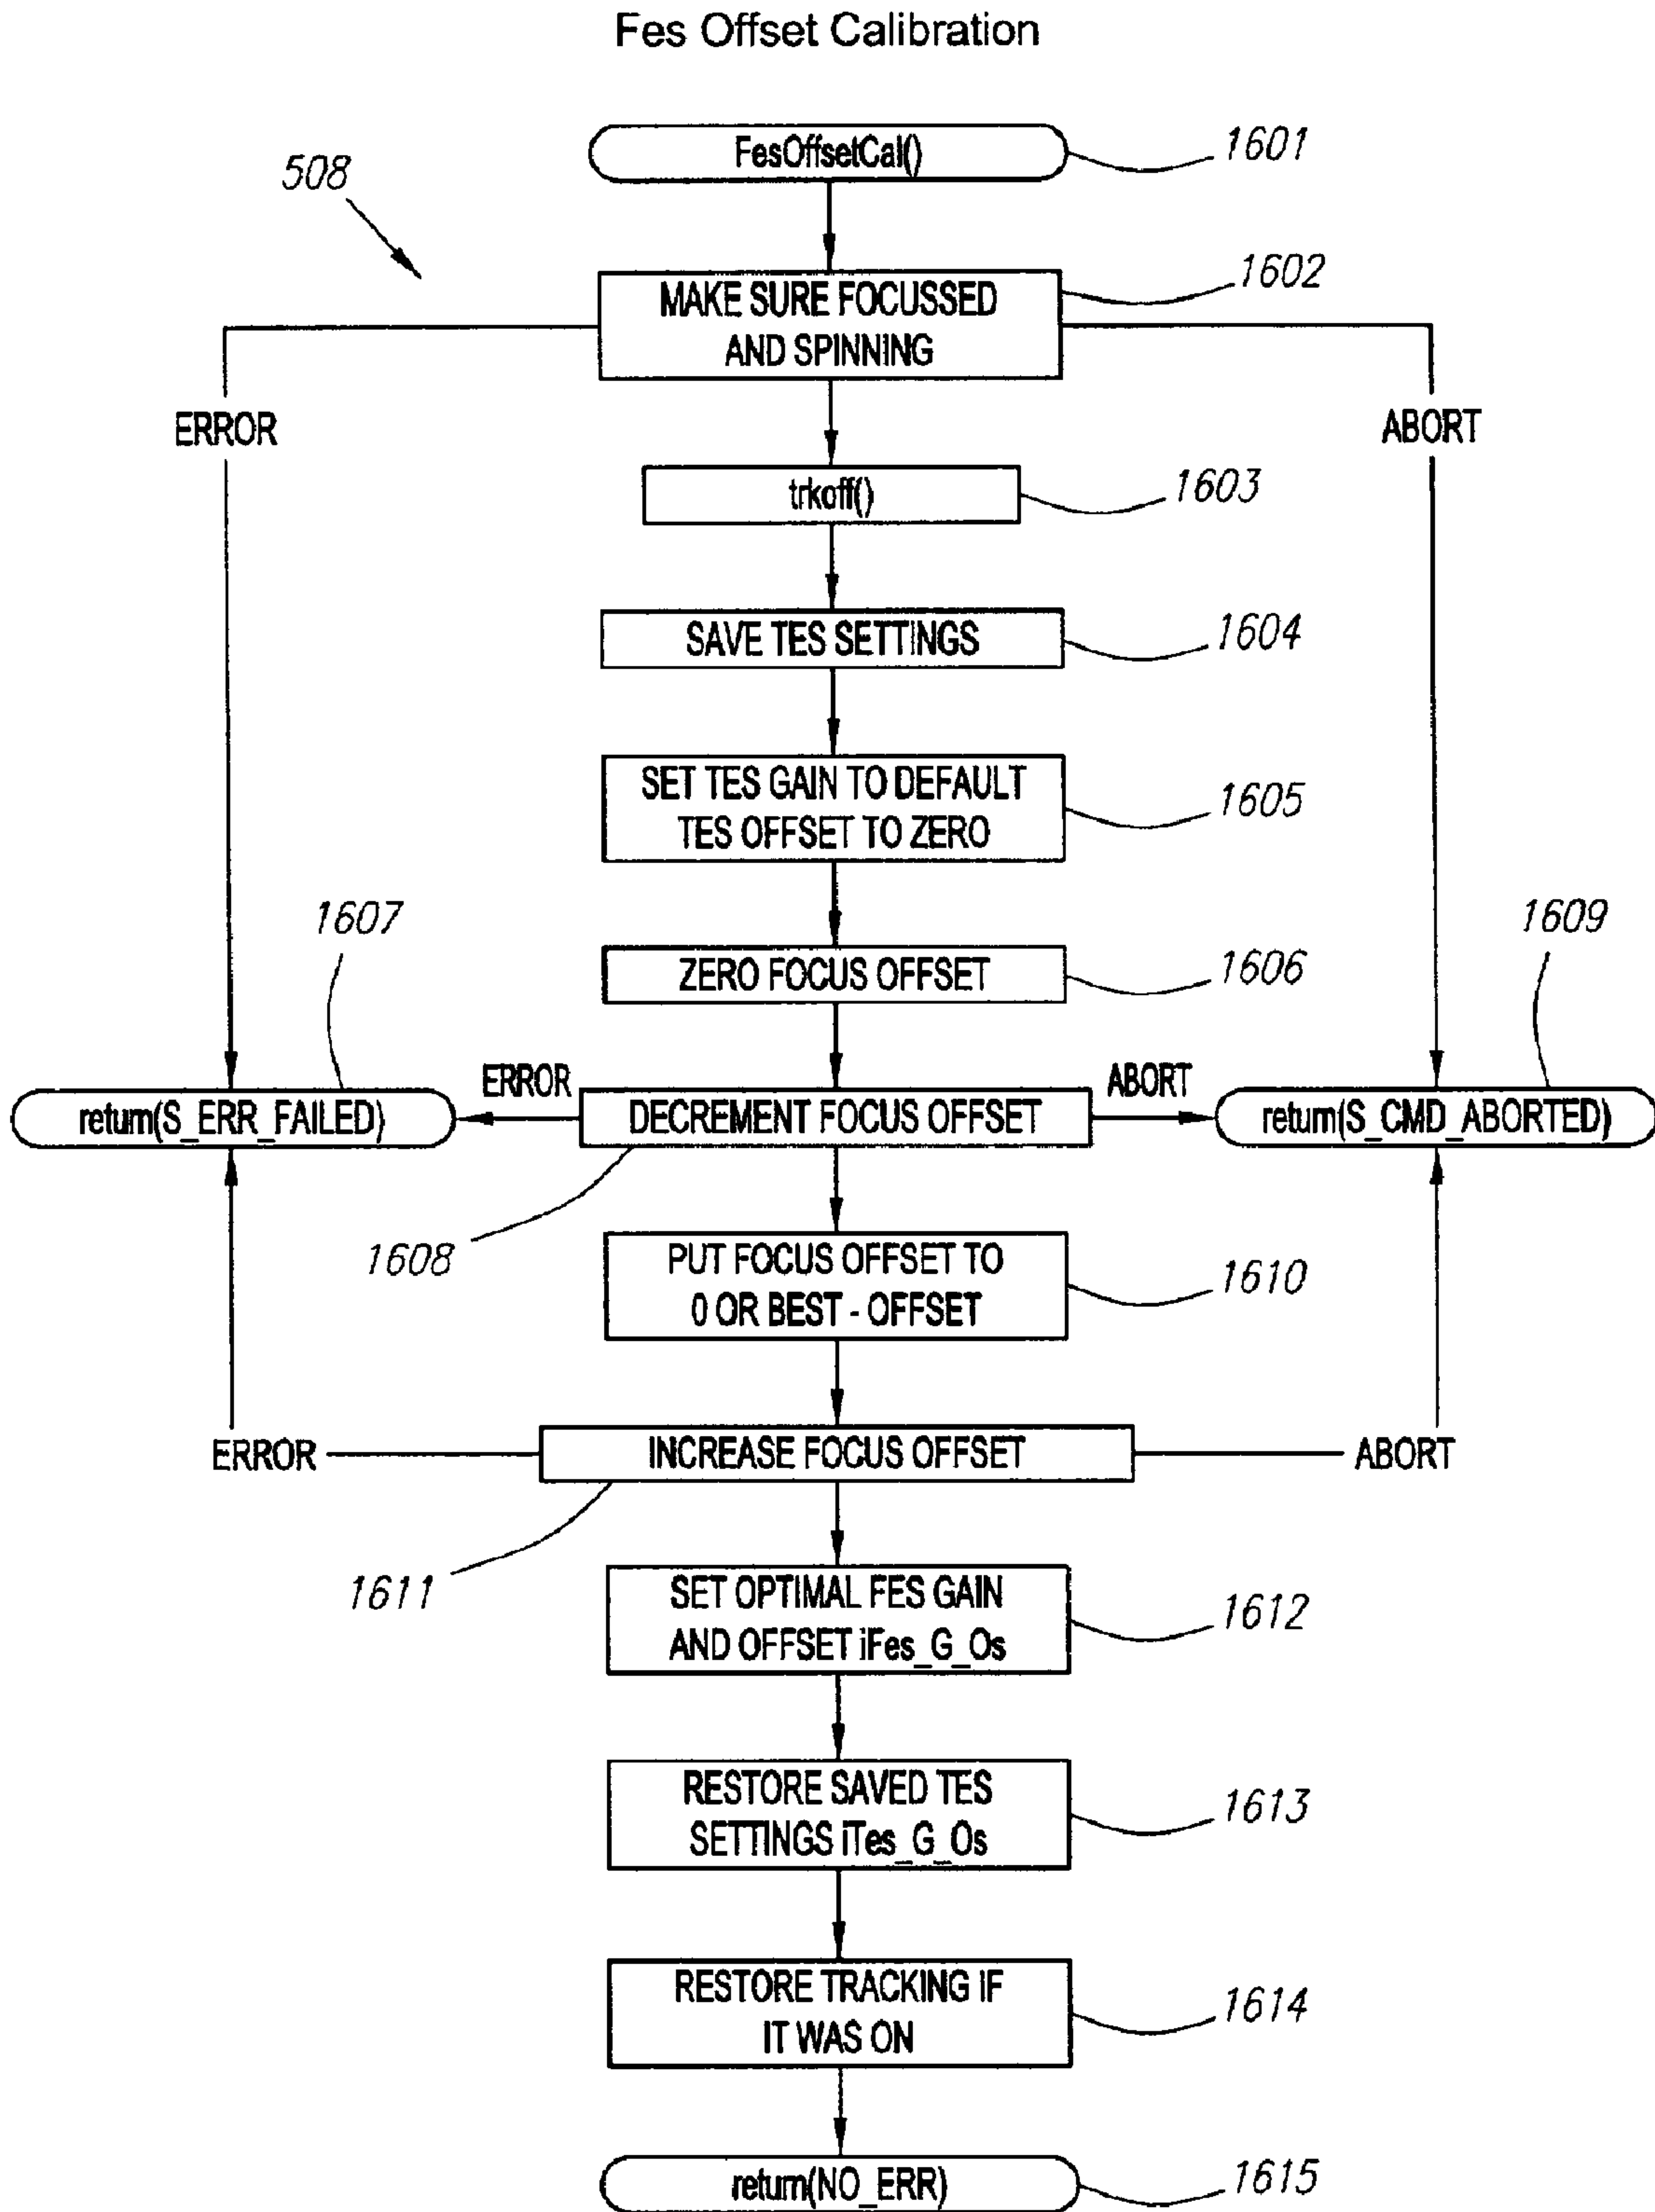 Fes Offset Calibration
FesOffsetCal()
1601
508
MAKE SURE FOCUSSED
AND SPINNING
1602
ERROR
ABORT
trkoff()
1603
SAVE TES SETTINGS
1604
SET TES GAIN TO DEFAULT
TES OFFSET TO ZERO
1605
1607
1609
ZERO FOCUS OFFSET
1606
ERROR
ABORT
return(S_ERR_FAILED)
DECREMENT FOCUS OFFSET
return(S_CMD_ABORTED)
1608
PUT FOCUS OFFSET TO
0 OR BEST - OFFSET
1610
ERROR
INCREASE FOCUS OFFSET
ABORT
1611
SET OPTIMAL FES GAIN
AND OFFSET iFes_G_Os
1612
RESTORE SAVED TES
SETTINGS iTes_G_Os
1613
RESTORE TRACKING IF
IT WAS ON
1614
return(NO_ERR)
1615